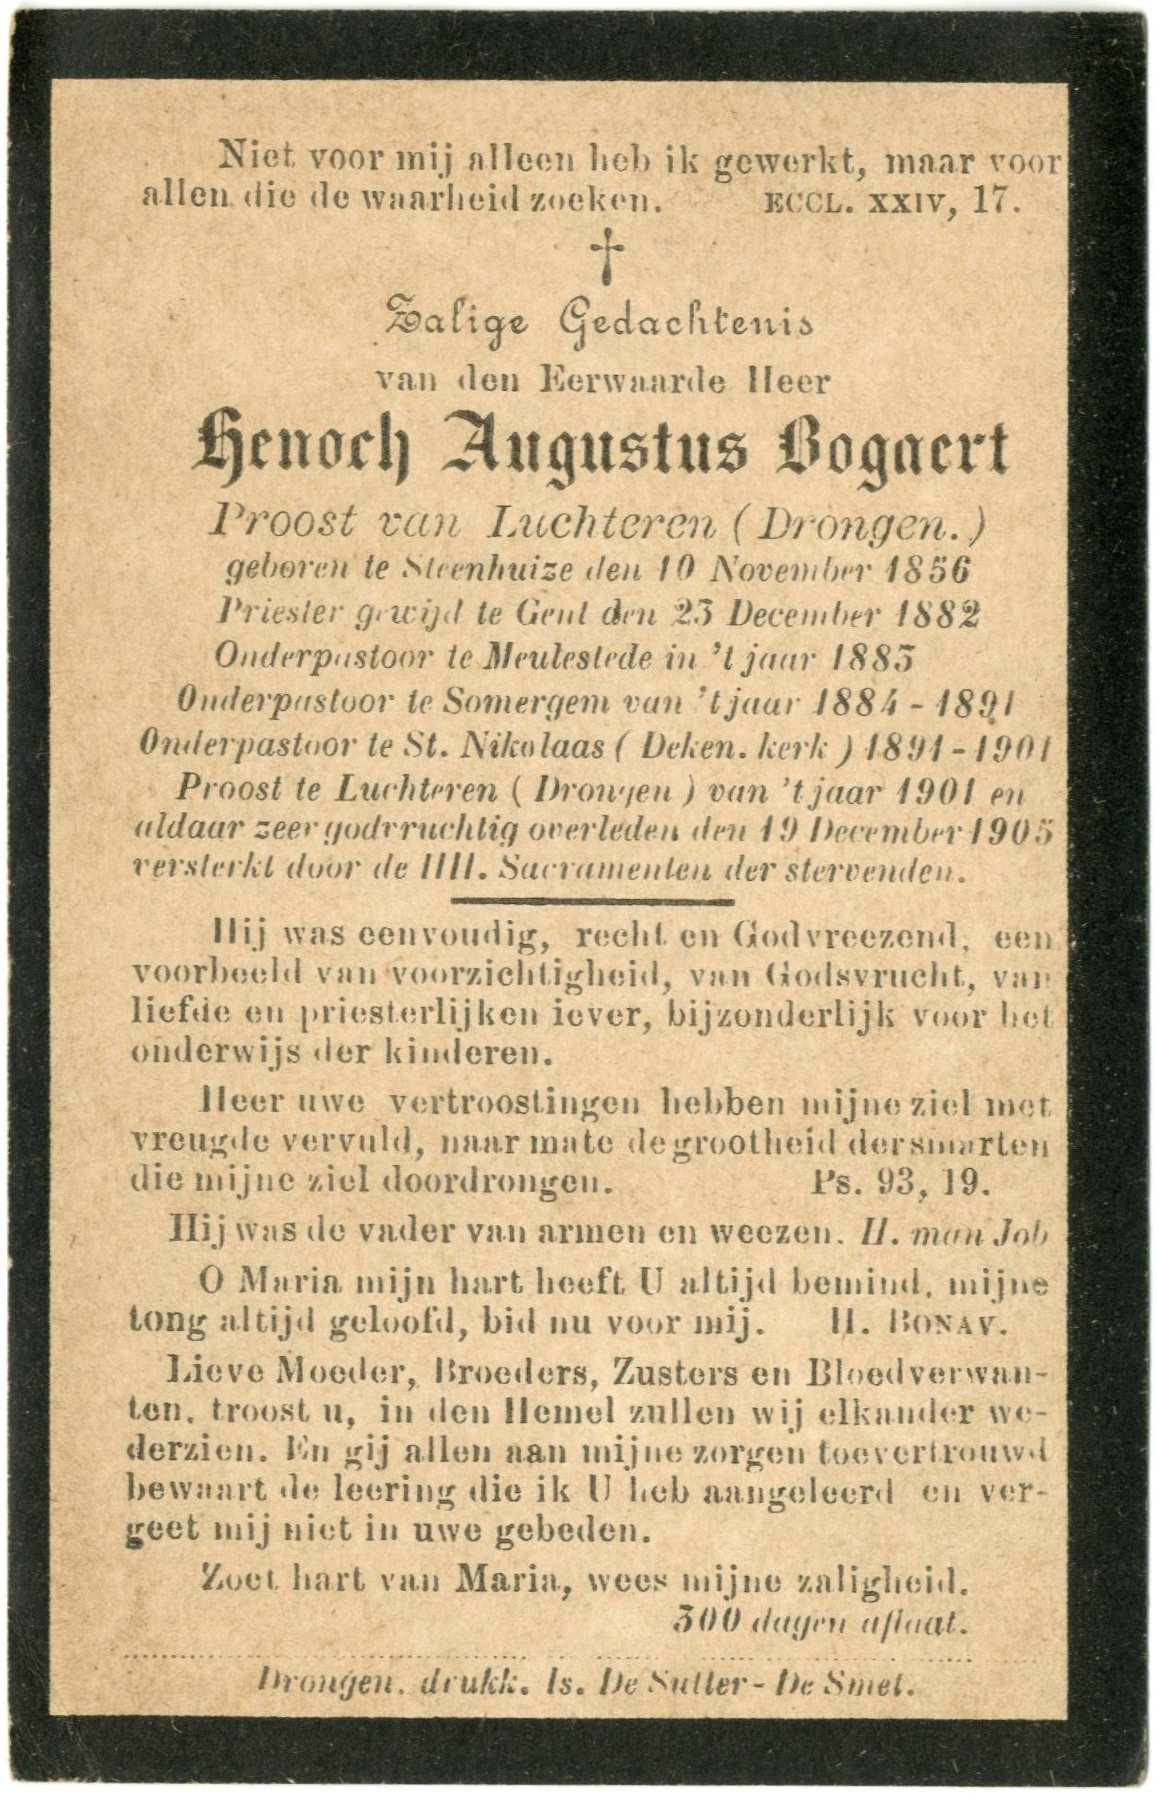 Niet voor mij alleen heb ik gewerkt, maar voor
allen die de waarheid zoeken. ECCL. XXIV, 17.
†
Zalige Gedachtenis
van den Eerwaarde Heer
Henoch Augustus Bogaert
Proost van Luchteren (Drongen.)
geboren te Steenhuize den 10 November 1856
Priester gewijd te Gent den 23 December 1882
Onderpastoor te Meulestede in 't jaar 1883
Onderpastoor te Somergem van 't jaar 1884 - 1891
Onderpastoor te St. Nikolaas ( Deken. kerk ) 1891 - 1901
Proost te Luchteren ( Drongen ) van 't jaar 1901 en
aldaar zeer godvruchtig overleden den 19 December 1905
versterkt door de HH. Sacramenten der stervenden.
Hij was eenvoudig, recht en Godvreezend, een
voorbeeld van voorzichtigheid, van Godsvrucht, van
liefde en priesterlijken iever, bijzonderlijk voor het
onderwijs der kinderen.
Heer uwe vertroostingen hebben mijne ziel met
vreugde vervuld, naar mate de grootheid der smarten
die mijne ziel doordrongen. Ps. 93, 19.
Hij was de vader van armen en weezen. H. man Job
O Maria mijn hart heeft U altijd bemind, mijne
tong altijd geloofd, bid nu voor mij. H. BONAV.
Lieve Moeder, Broeders, Zusters en Bloedverwan-
ten, troost u, in den Hemel zullen wij elkander we-
derzien. En gij allen aan mijne zorgen toevertrouwd
bewaart de leering die ik U heb aangeleerd en ver-
geet mij niet in uwe gebeden.
Zoet hart van Maria, wees mijne zaligheid.
300 dagen aflaat.
Drongen, drukk. Is. De Sutter - De Smet.